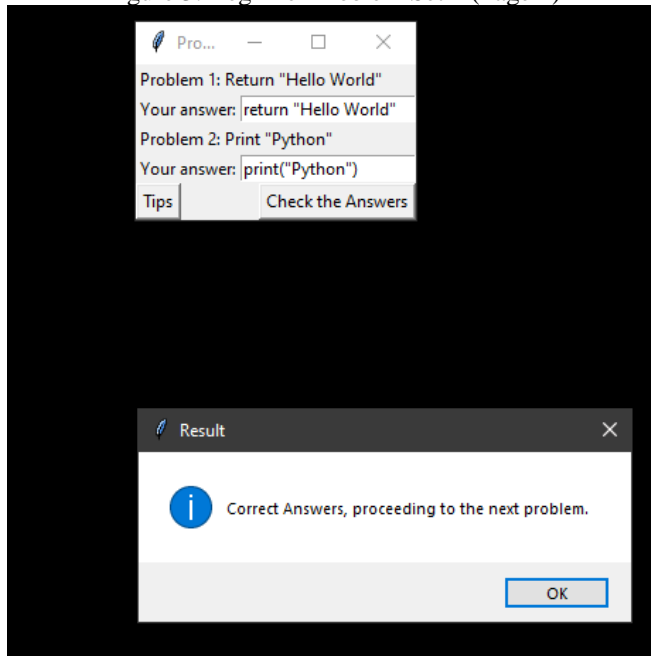 Pro...
Problem 1: Return "Hello World"
Your answer: return "Hello World"
Problem 2: Print "Python"
Your answer: print("Python")
Tips Check the Answers
Result
Correct Answers, proceeding to the next problem.
OK